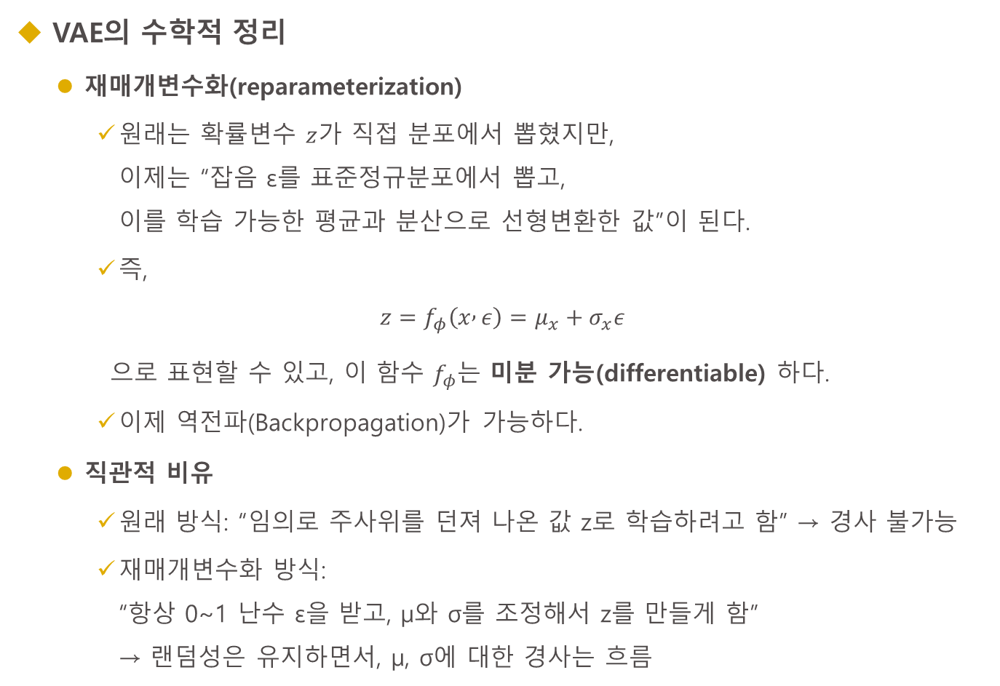 ◆ VAE의 수학적 정리
● 재매개변수화(reparameterization)
✓ 원래는 확률변수 𝑧가 직접 분포에서 뽑혔지만,
이제는 “잡음 ε를 표준정규분포에서 뽑고,
이를 학습 가능한 평균과 분산으로 선형변환한 값”이 된다.
✓ 즉,
𝑧 = 𝑓_𝜙(𝑥, 𝜖) = 𝜇_𝑥 + 𝜎_𝑥𝜖
으로 표현할 수 있고, 이 함수 𝑓_𝜙는 미분 가능(differentiable) 하다.
✓ 이제 역전파(Backpropagation)가 가능하다.
● 직관적 비유
✓ 원래 방식: “임의로 주사위를 던져 나온 값 z로 학습하려고 함” → 경사 불가능
✓ 재매개변수화 방식:
“항상 0~1 난수 ε을 받고, μ와 σ를 조정해서 z를 만들게 함”
→ 랜덤성은 유지하면서, μ, σ에 대한 경사는 흐름